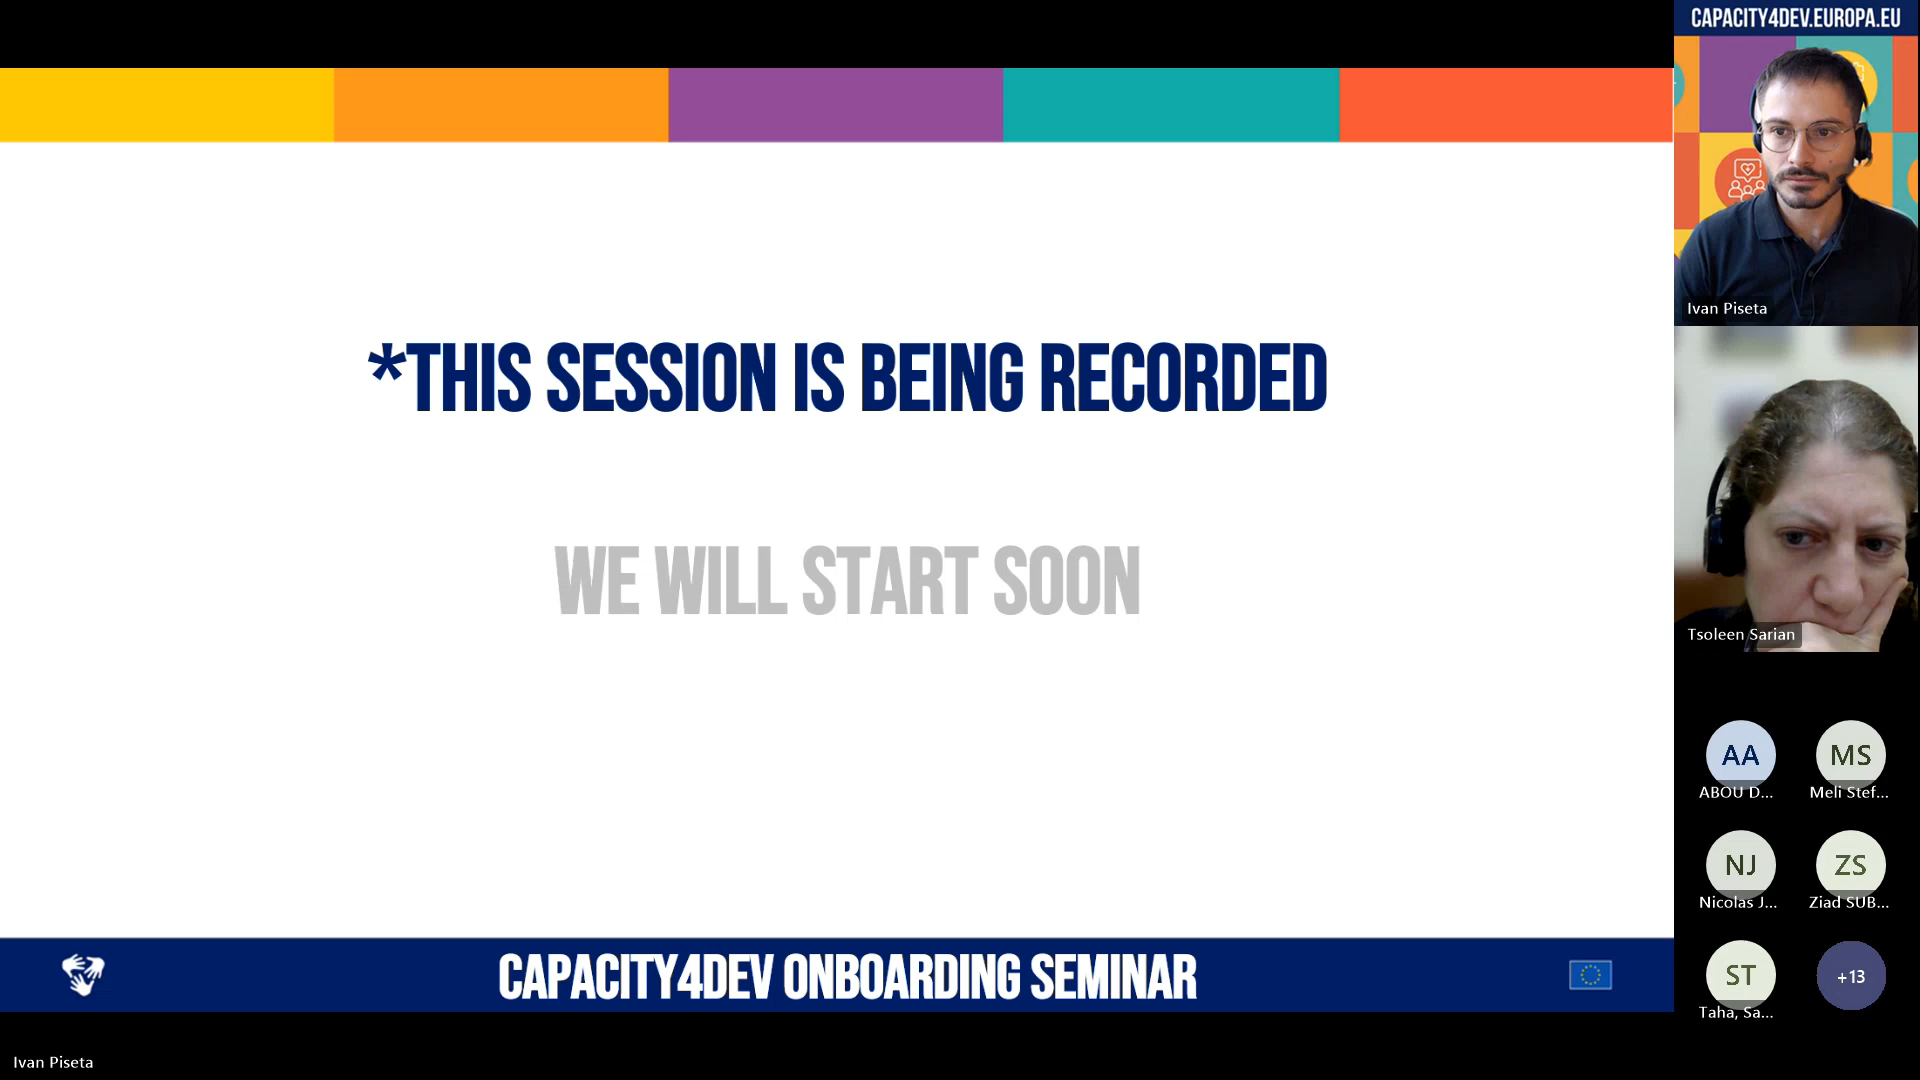 CAPACITY4DEV.EUROPA.EU
Ivan Piseta
*THIS SESSION IS BEING RECORDED
WE WILL START SOON
Tsoleen Sarian
AA
ABOU D...
MS
Meli Stef...
NJ
Nicolas J...
ZS
Ziad SUB...
ST
Taha, Sa...
+13
CAPACITY4DEV ONBOARDING SEMINAR
Ivan Piseta